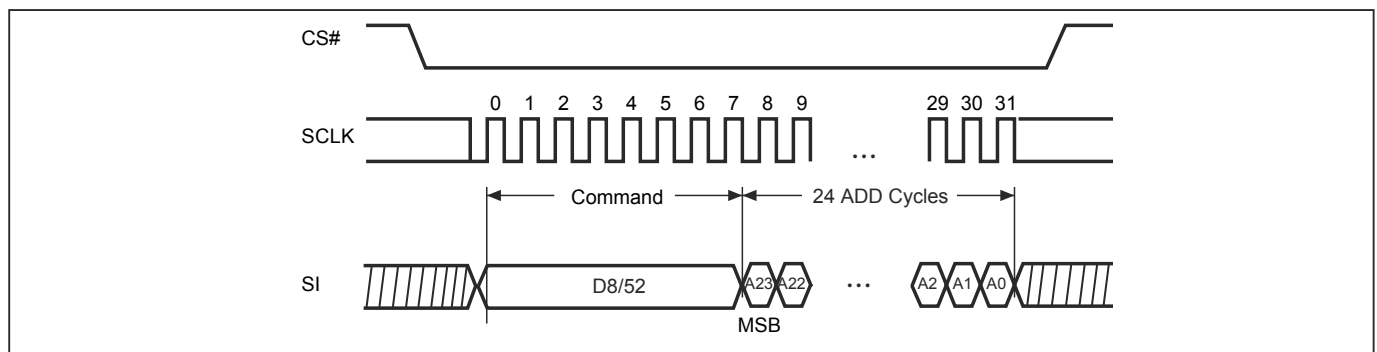 CS#
0 1 2 3 4 5 6 7 8 9 29 30 31
SCLK
...
Command 24 ADD Cycles
SI D8/52 A23 A22 ... A2 A1 A0
MSB